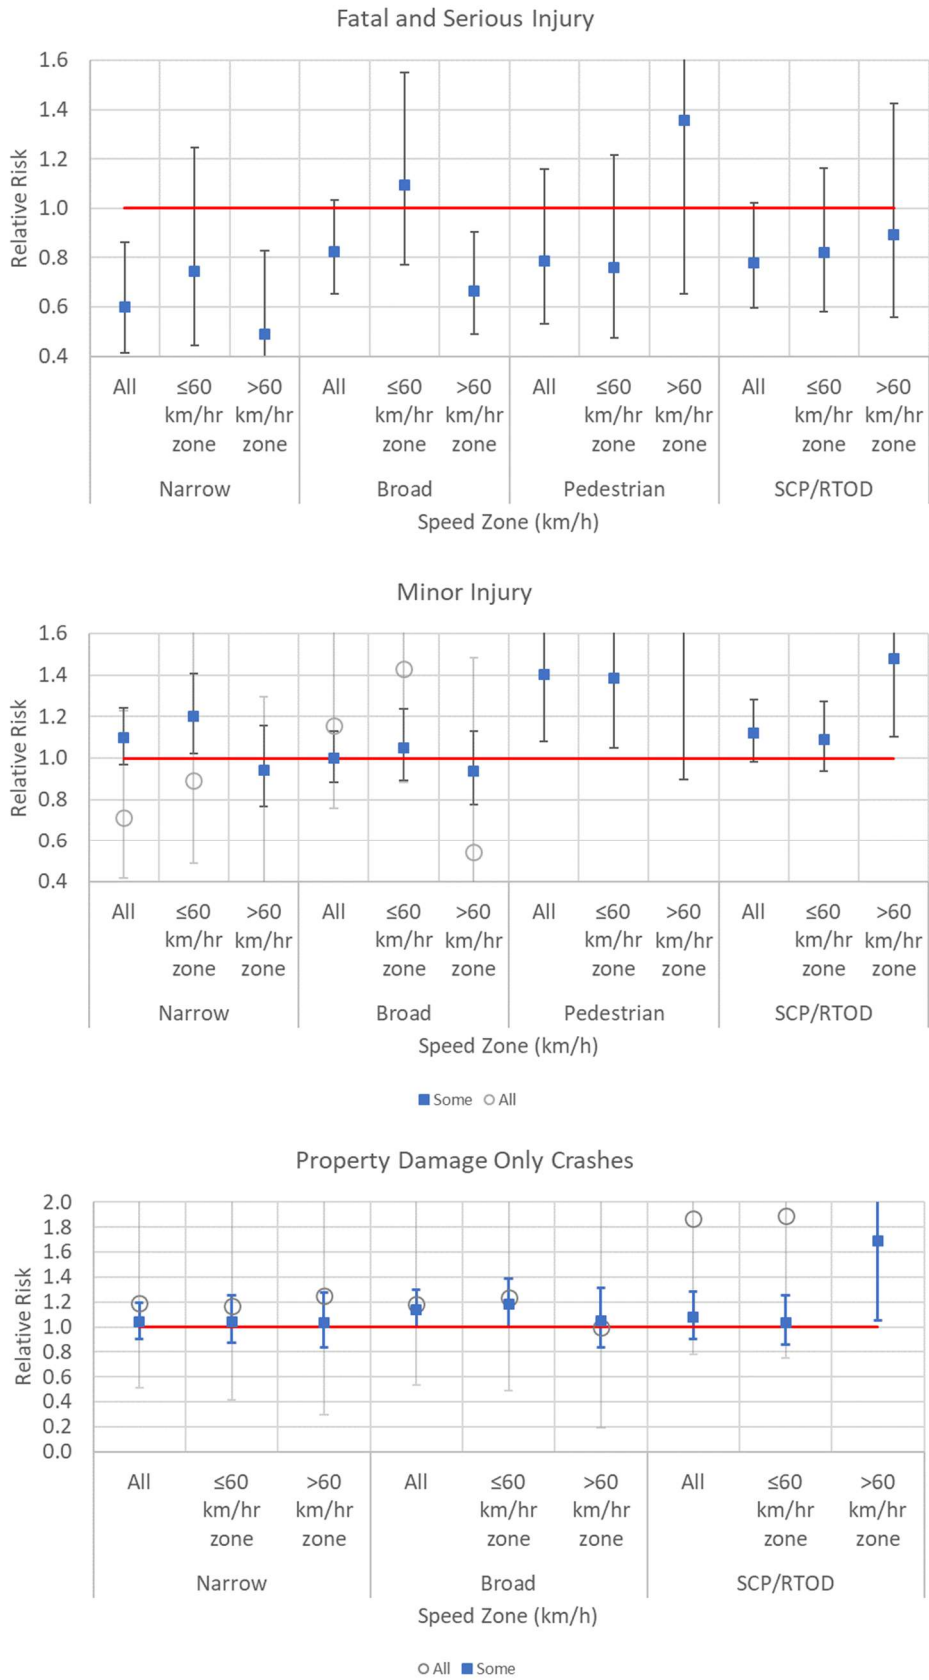 Fatal and Serious Injury
Relative Risk
1.6
1.4
1.2
1.0
0.8
0.6
0.4
All ≤60 >60 All ≤60 >60 All ≤60 >60 All ≤60 >60
km/hr km/hr km/hr km/hr km/hr km/hr km/hr km/hr
zone zone zone zone zone zone zone zone
Narrow Broad Pedestrian SCP/RTOD
Speed Zone (km/h)
Minor Injury
Relative Risk
1.6
1.4
1.2
1.0
0.8
0.6
0.4
All ≤60 >60 All ≤60 >60 All ≤60 >60 All ≤60 >60
km/hr km/hr km/hr km/hr km/hr km/hr km/hr km/hr
zone zone zone zone zone zone zone zone
Narrow Broad Pedestrian SCP/RTOD
Speed Zone (km/h)
Some All
Property Damage Only Crashes
Relative Risk
2.0
1.8
1.6
1.4
1.2
1.0
0.8
0.6
0.4
0.2
0.0
All ≤60 >60 All ≤60 >60 All ≤60 >60
km/hr km/hr km/hr km/hr km/hr km/hr
zone zone zone zone zone zone
Narrow Broad SCP/RTOD
Speed Zone (km/h)
All Some